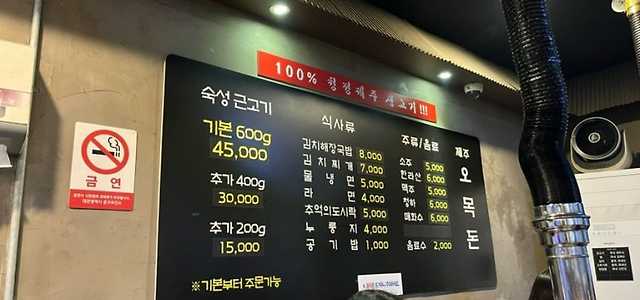 100% 청정제주 생고기!!!
숙성 근고기
기본 600g
45,000
추가 400g
30,000
추가 200g
15,000
※기본부터 주문가능
식사류
김치해장국밥 8,000
김치찌개 7,000
물냉면 5,000
라면 4,000
추억의도시락 5,000
누룽지 4,000
공기밥 1,000
주류/음료
소주 5,000
한라산 6,000
맥주 5,000
청하 6,000
매화수 6,000
음료수 2,000
제주
오
목
돈
금연